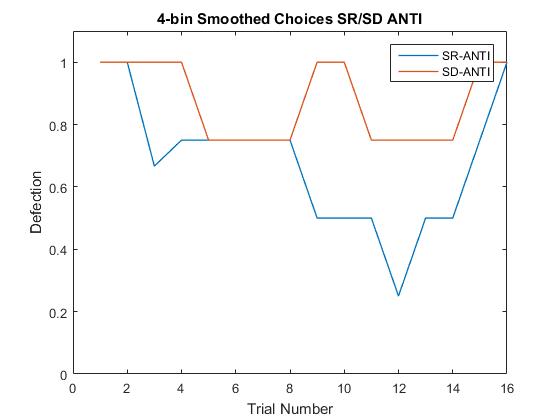 4-bin Smoothed Choices SR/SD ANTI
SR-ANTI
SD-ANTI
1
0.8
0.6
0.4
0.2
0
Defection
0 2 4 6 8 10 12 14 16
Trial Number